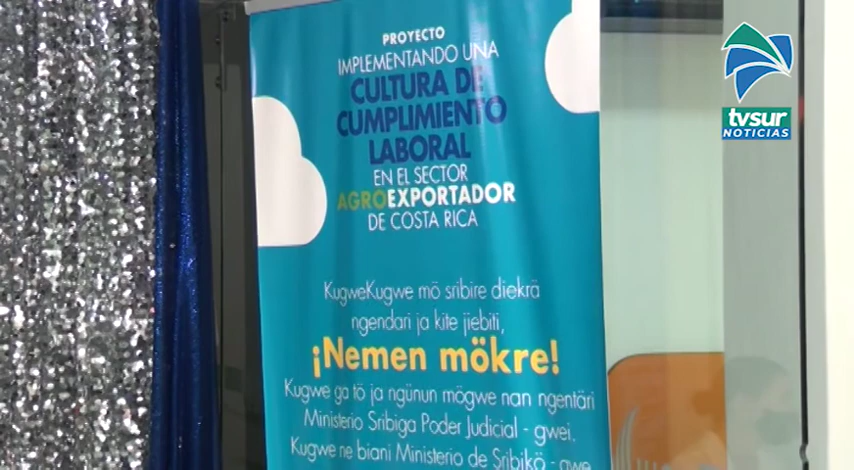 PROYECTO
IMPLEMENTANDO UNA
CULTURA DE
CUMPLIMIENTO
LABORAL
EN EL SECTOR
AGROEXPORTADOR
DE COSTA RICA
KugweKugwe mö sribire diekrä
ngendari ja kite jiebiti,
¡Nemen mökre!
Kugwe ga tö ja ngünun mögwe nan ngentäri
Ministerio Sribiga Poder Judicial - gwei.
Kugwe ne biani Ministerio de Sribikö - gwe
tvsur
NOTICIAS